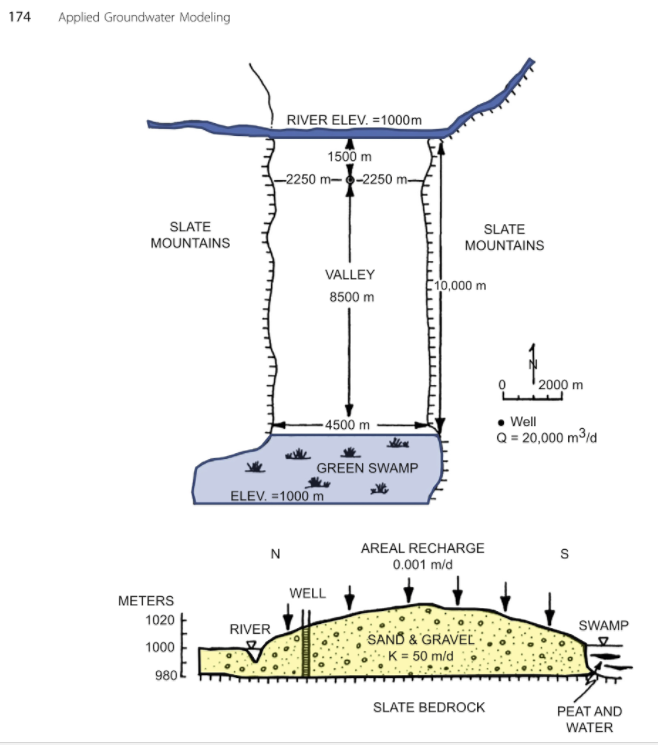 174 Applied Groundwater Modeling
RIVER ELEV. =1000m
1500 m
2250 m 2250 m
SLATE
MOUNTAINS
SLATE
MOUNTAINS
VALLEY
8500 m
10,000 m
N
0 2000 m
4500 m
Well
Q = 20,000 m³/d
GREEN SWAMP
ELEV. =1000 m
N
AREAL RECHARGE
0.001 m/d
S
METERS
WELL
1020
RIVER
SWAMP
1000
SAND & GRAVEL
K = 50 m/d
980
SLATE BEDROCK
PEAT AND
WATER